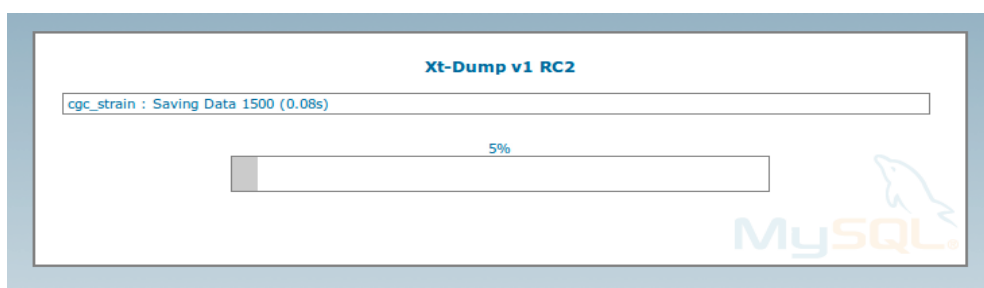 Xt-Dump v1 RC2
cgc_strain : Saving Data 1500 (0.08s)
5%
MySQL®